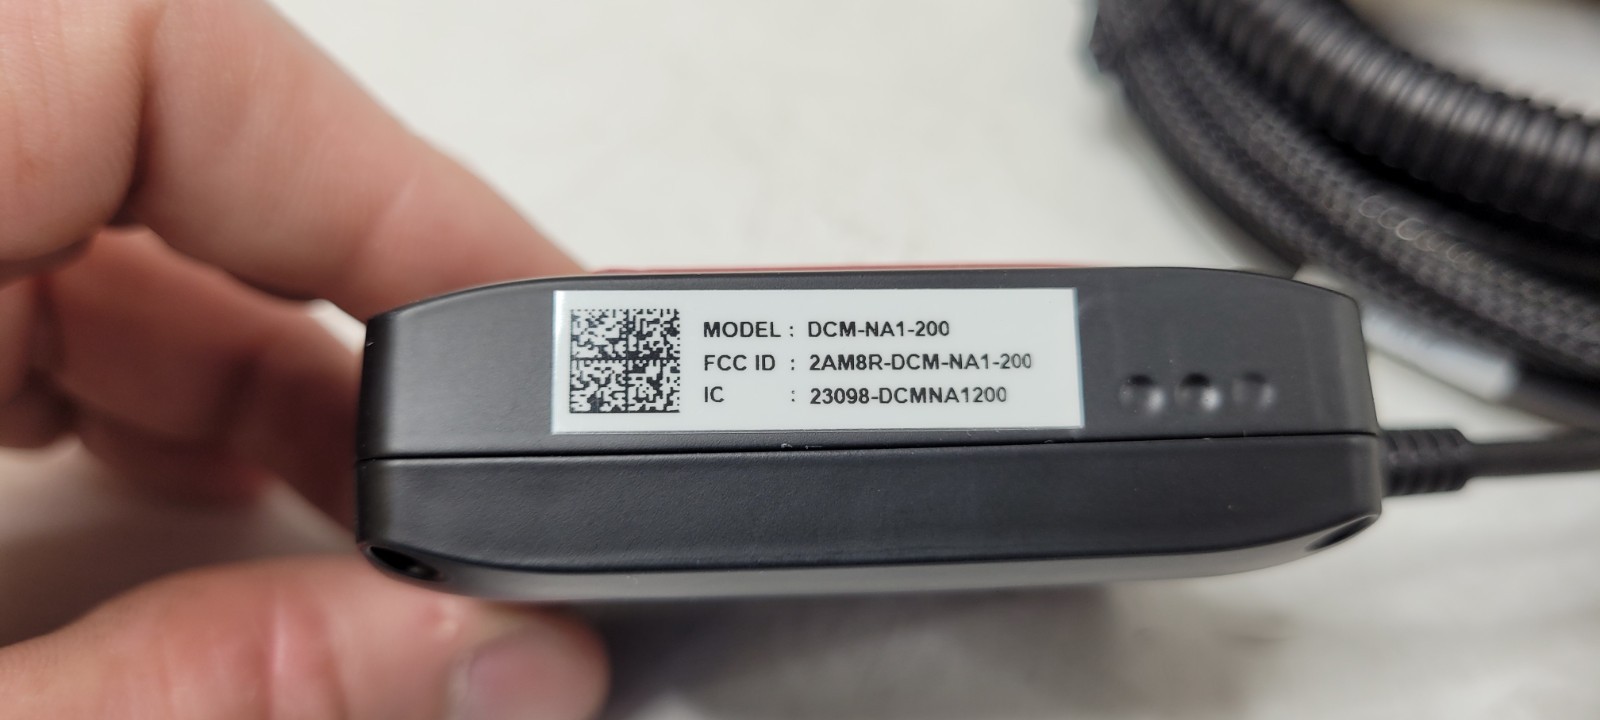 MODEL : DCM-NA1-200
FCC ID : 2AM8R-DCM-NA1-200
IC : 23098-DCMNA1200